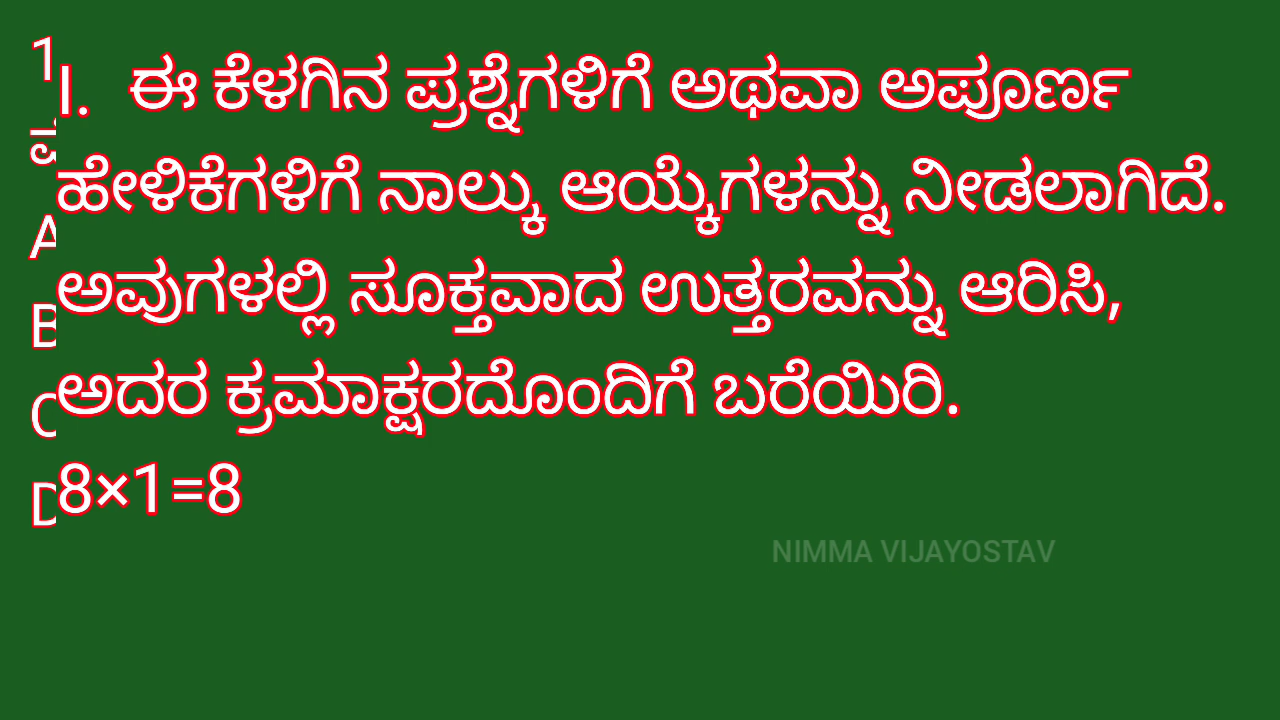 I. ಈ ಕೆಳಗಿನ ಪ್ರಶ್ನೆಗಳಿಗೆ ಅಥವಾ ಅಪೂರ್ಣ
ಹೇಳಿಕೆಗಳಿಗೆ ನಾಲ್ಕು ಆಯ್ಕೆಗಳನ್ನು ನೀಡಲಾಗಿದೆ.
ಅವುಗಳಲ್ಲಿ ಸೂಕ್ತವಾದ ಉತ್ತರವನ್ನು ಆರಿಸಿ,
ಅದರ ಕ್ರಮಾಕ್ಷರದೊಂದಿಗೆ ಬರೆಯಿರಿ.
8×1=8
NIMMA VIJAYOSTAV